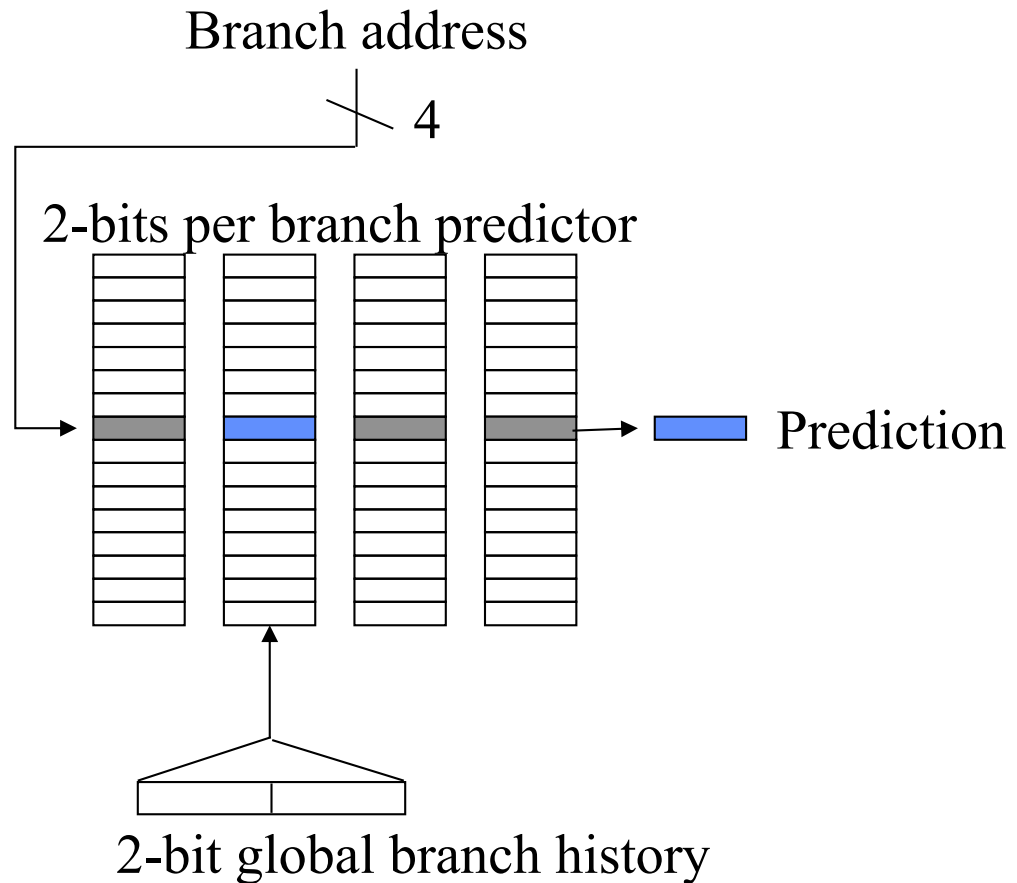 Branch address
4
2-bits per branch predictor
Prediction
2-bit global branch history